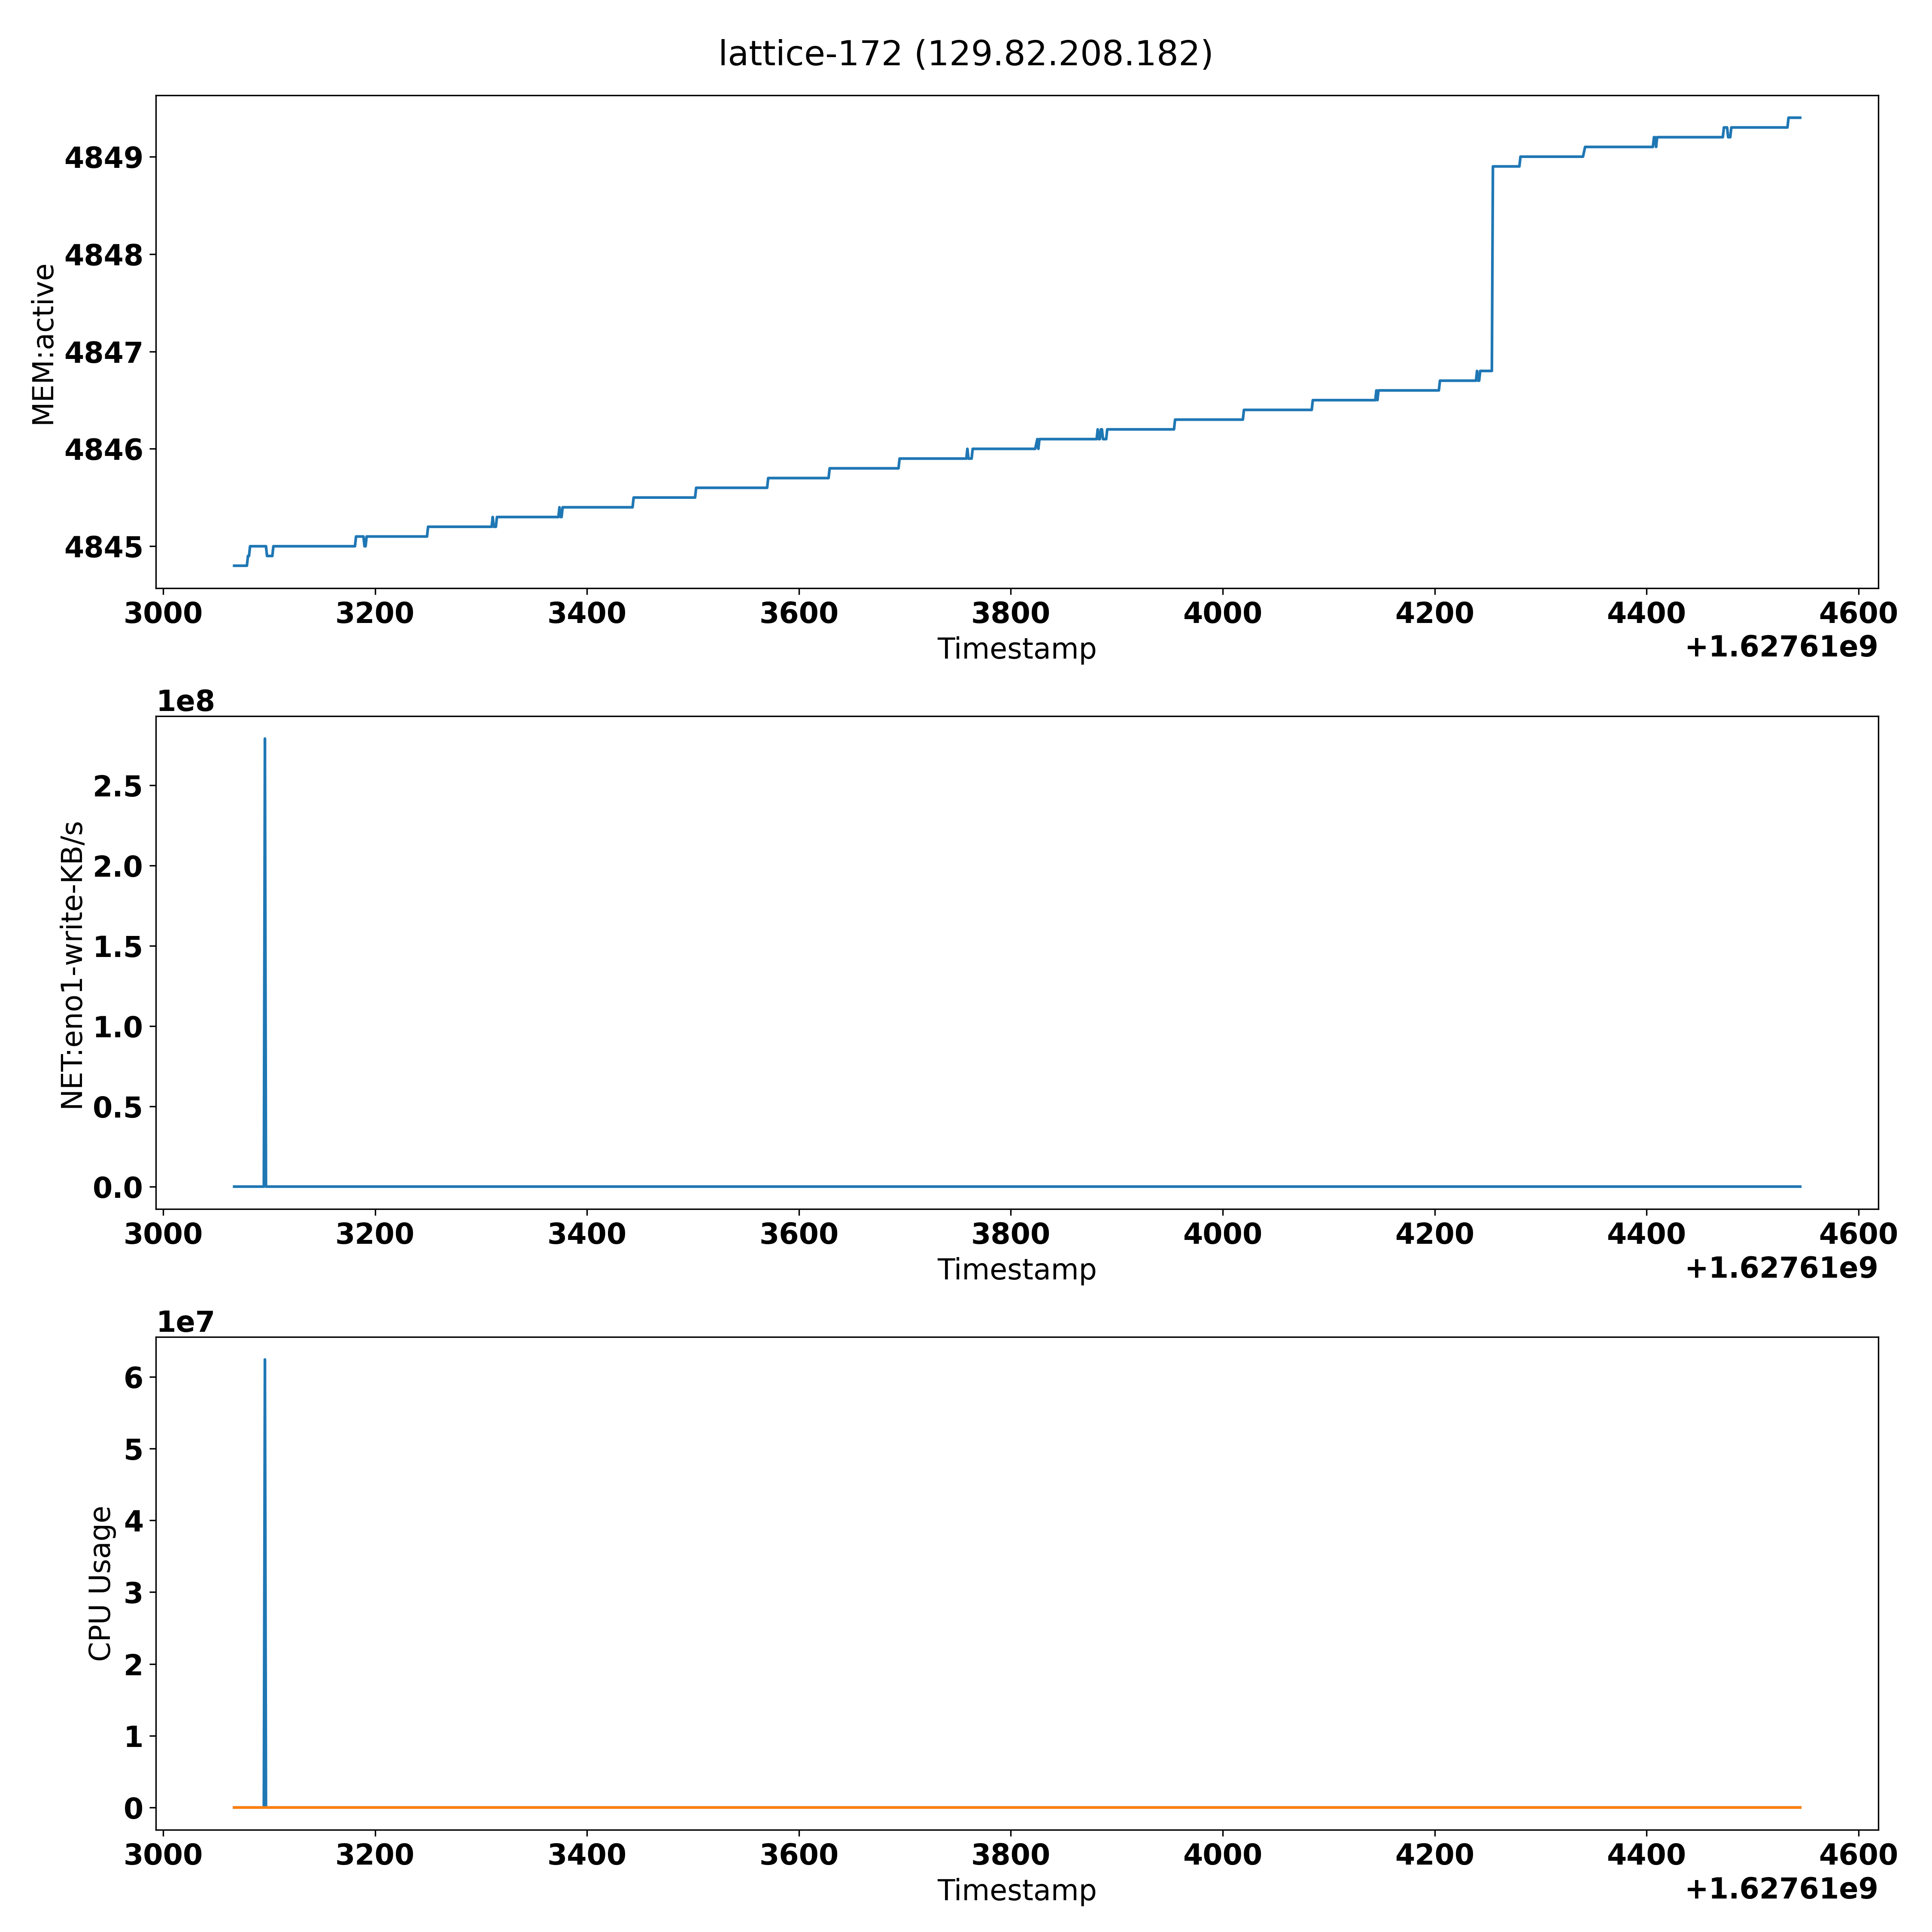 lattice-172 (129.82.208.182)
MEM:active
4849
4848
4847
4846
4845
3000 3200 3400 3600 3800 4000 4200 4400 4600
Timestamp
+1.62761e9
1e8
NET:eno1-write-KB/s
2.5
2.0
1.5
1.0
0.5
0.0
3000 3200 3400 3600 3800 4000 4200 4400 4600
Timestamp
+1.62761e9
1e7
CPU Usage
6
5
4
3
2
1
0
3000 3200 3400 3600 3800 4000 4200 4400 4600
Timestamp
+1.62761e9